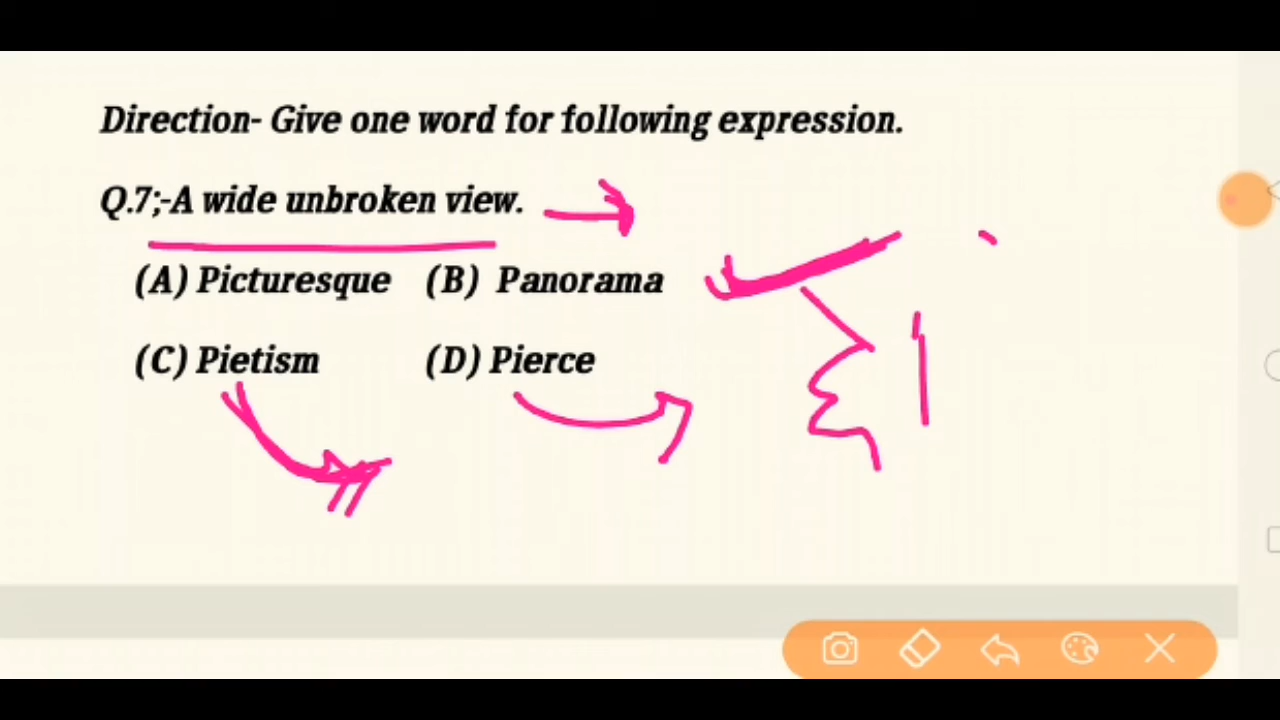 Direction- Give one word for following expression.
Q.7;-A wide unbroken view.
(A) Picturesque (B) Panorama
(C) Pietism (D) Pierce